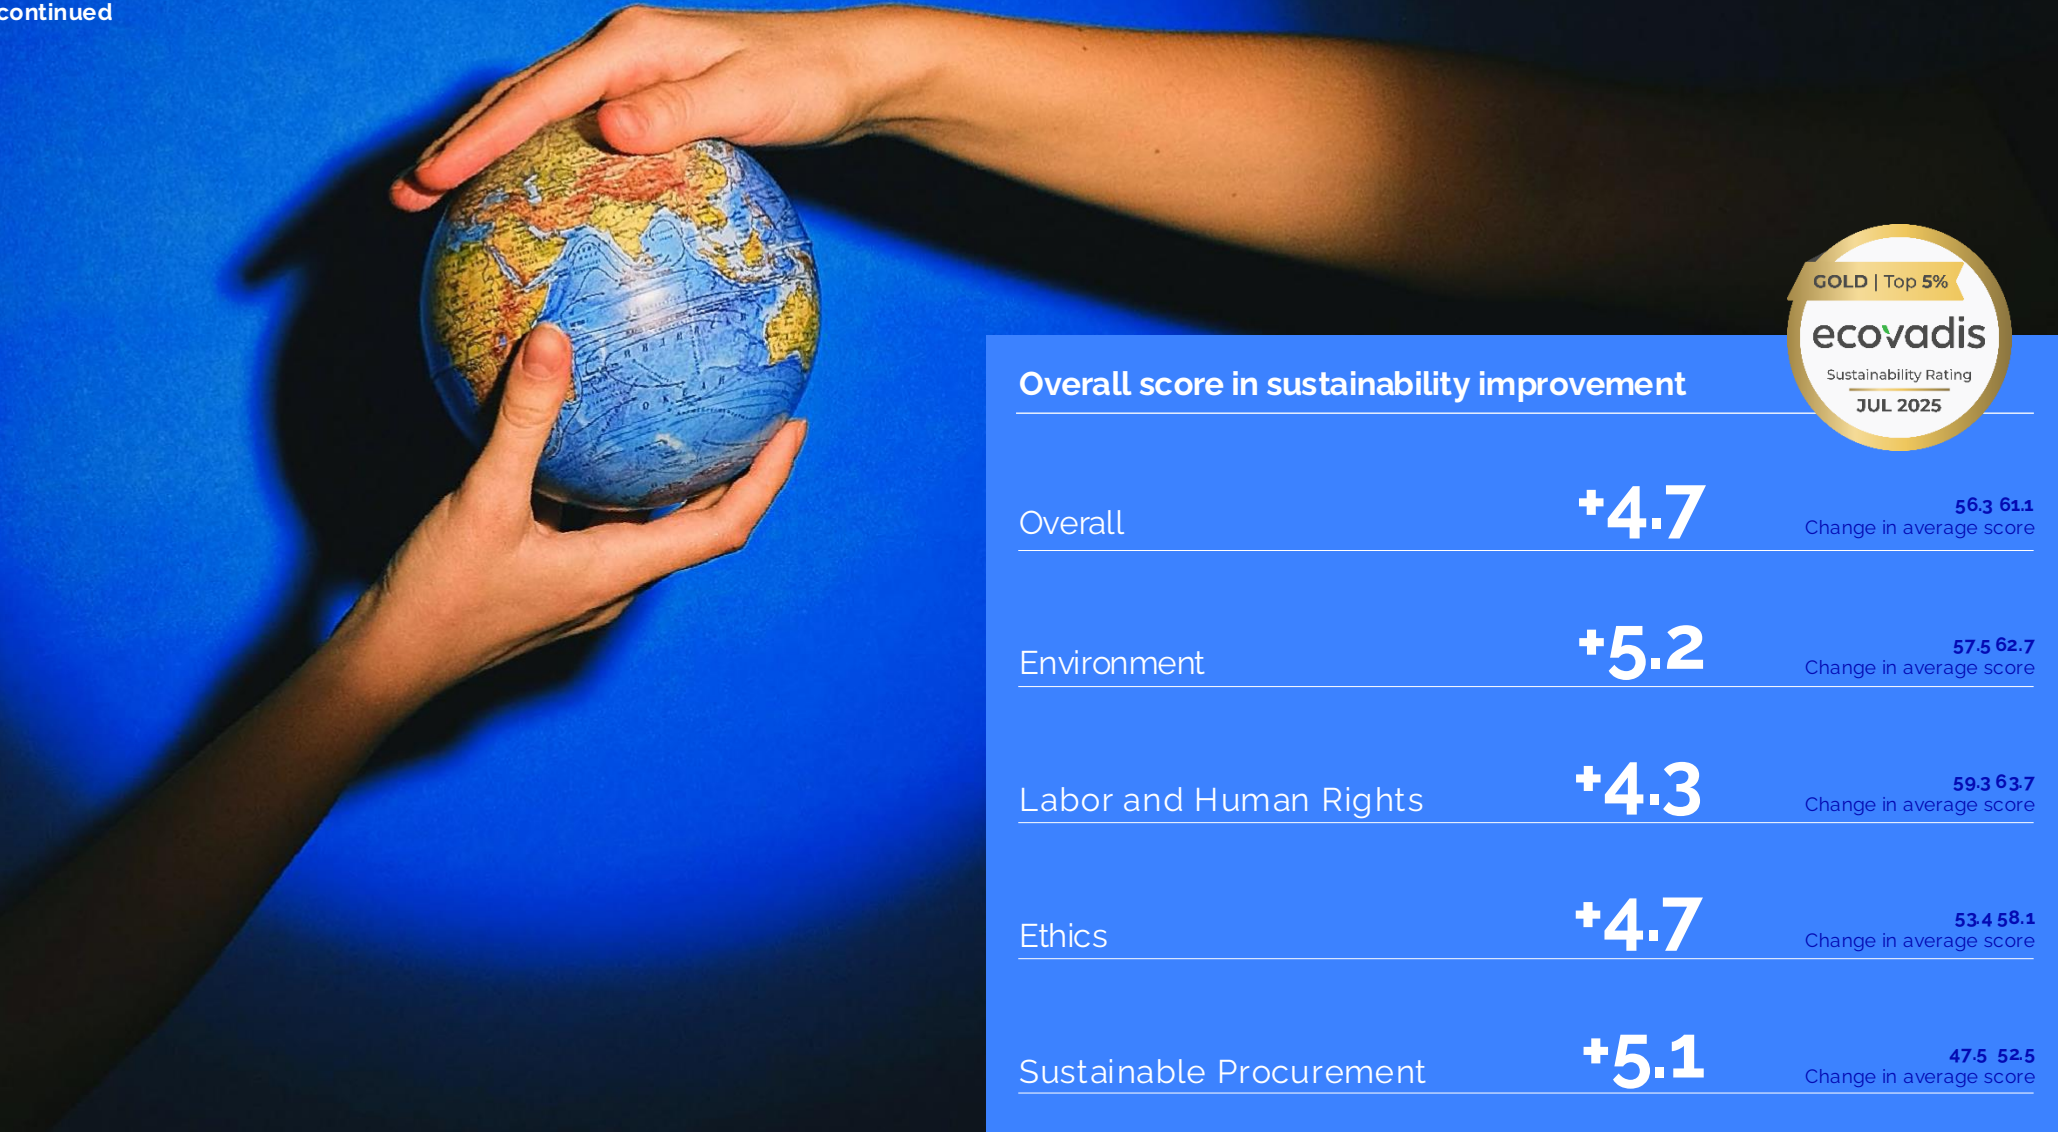 continued
GOLD | Top 5%
ecovadis
Sustainability Rating
JUL 2025
Overall score in sustainability improvement
Overall
+4.7
56.3 61.1
Change in average score
Environment
+5.2
57.5 62.7
Change in average score
Labor and Human Rights
+4.3
59.3 63.7
Change in average score
Ethics
+4.7
53.4 58.1
Change in average score
Sustainable Procurement
+5.1
47.5 52.5
Change in average score